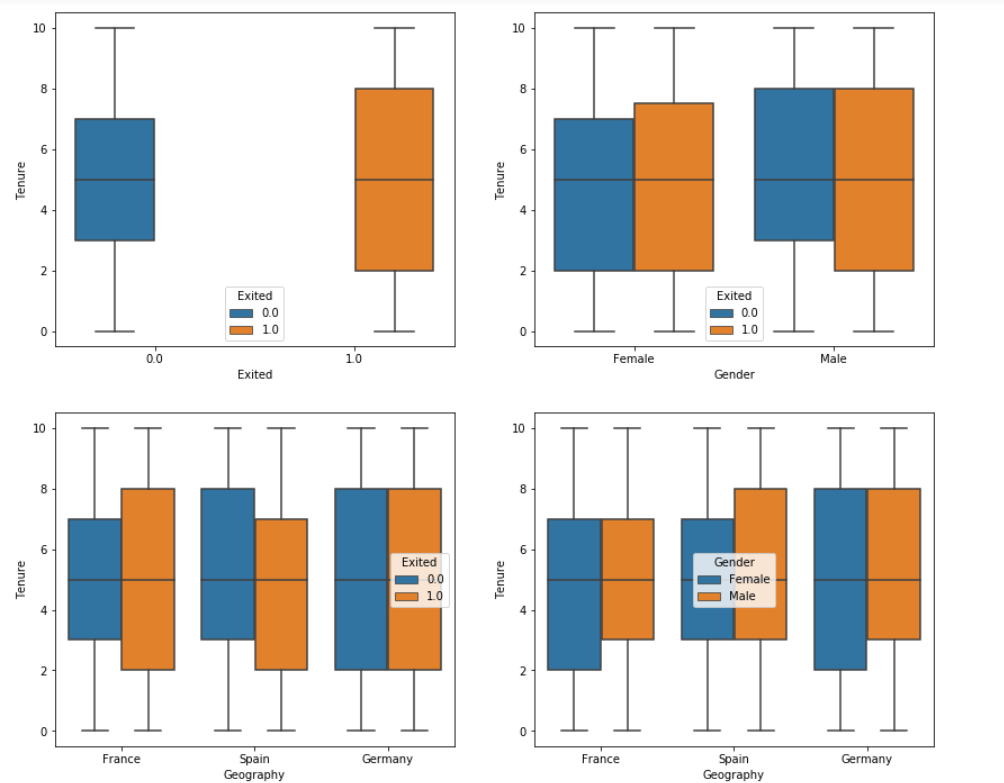 10
8
6
4
2
0
Tenure
Exited
0.0
1.0
0.0 1.0
Exited
10
8
6
4
2
0
Tenure
Exited
0.0
1.0
Female Male
Gender
10
8
6
4
2
0
Tenure
Exited
0.0
1.0
France Spain Germany
Geography
10
8
6
4
2
0
Tenure
Gender
Female
Male
France Spain Germany
Geography